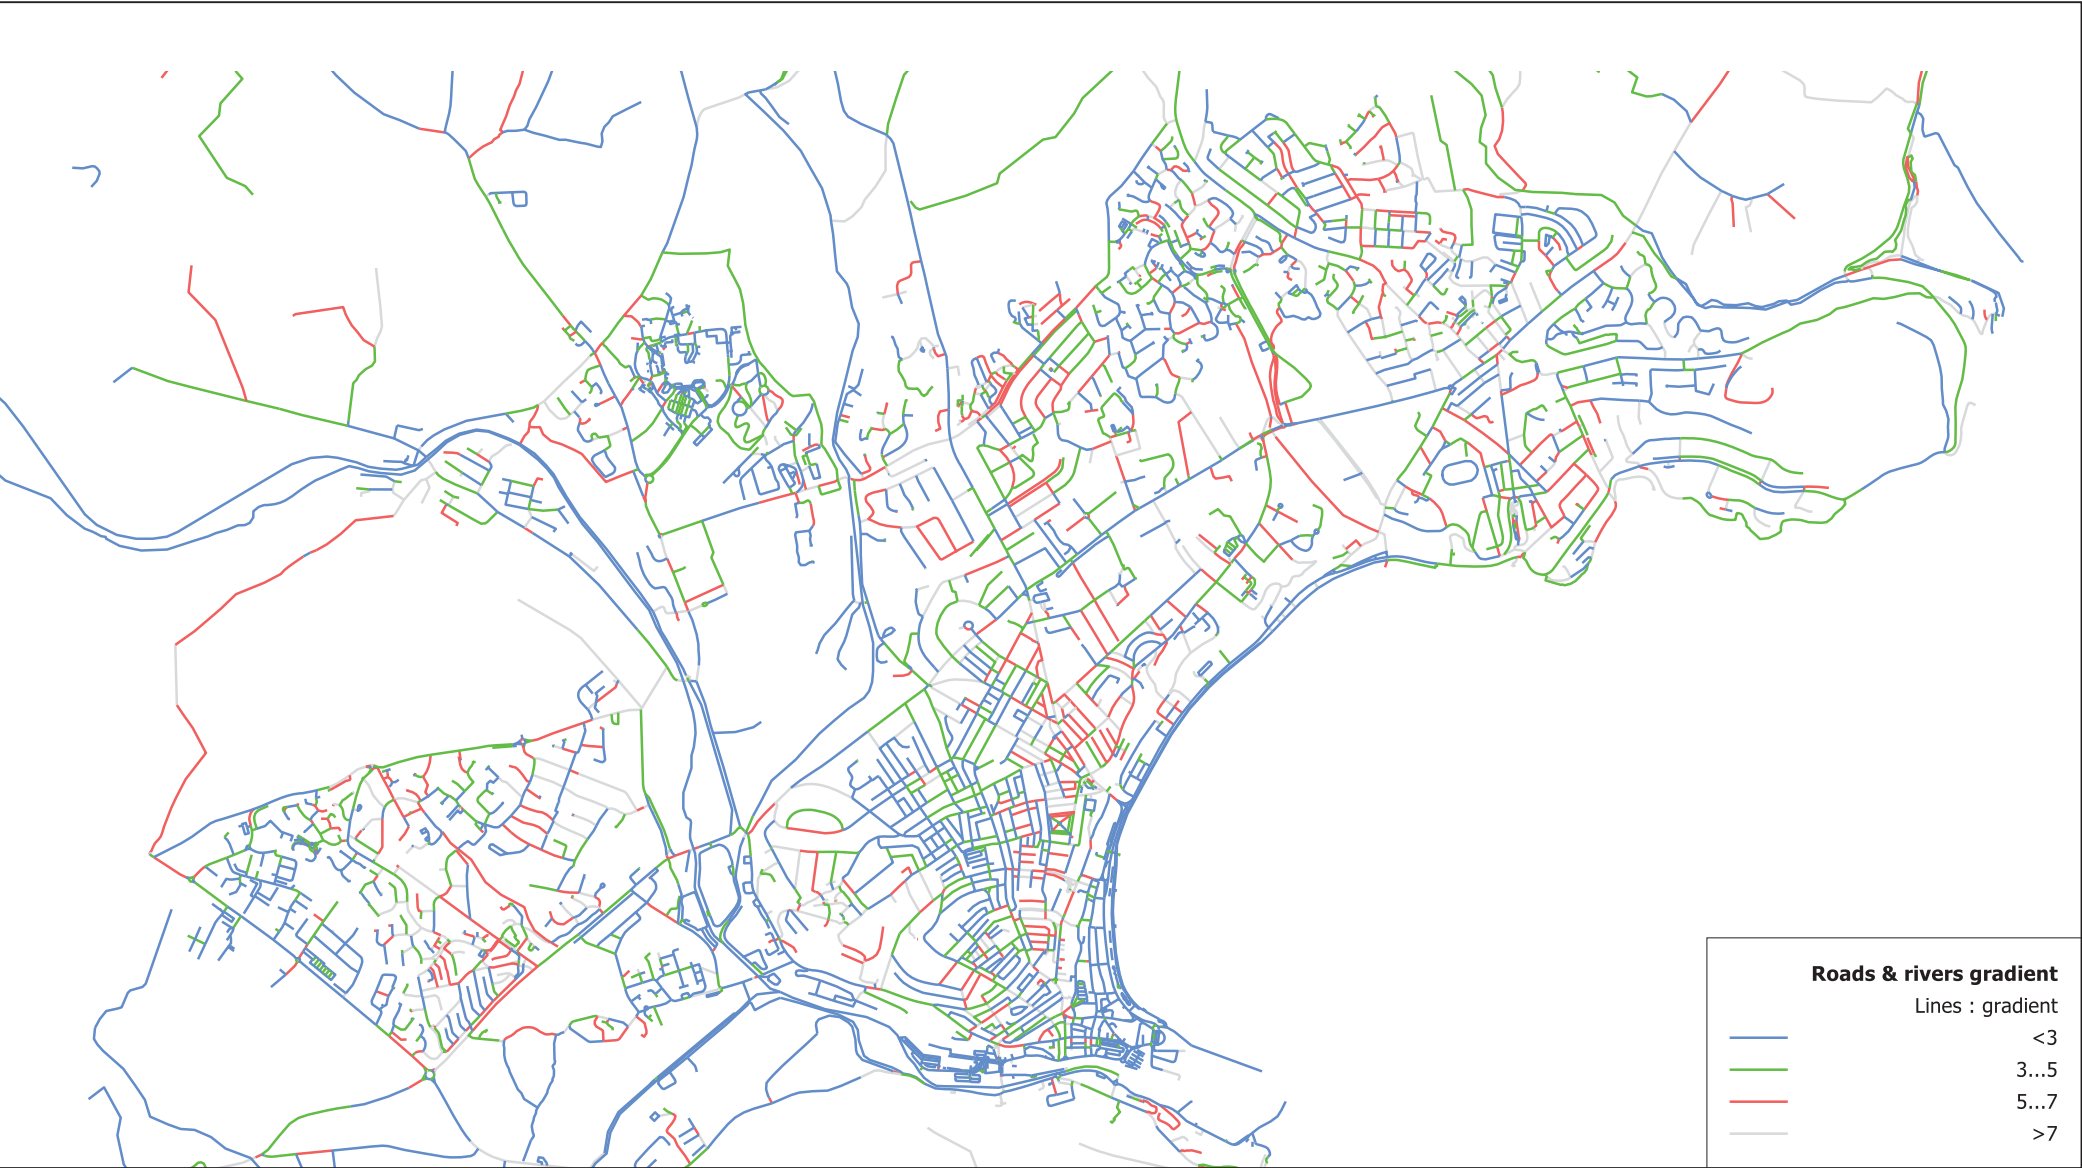 Roads & rivers gradient
Lines : gradient
<3
3...5
5...7
>7